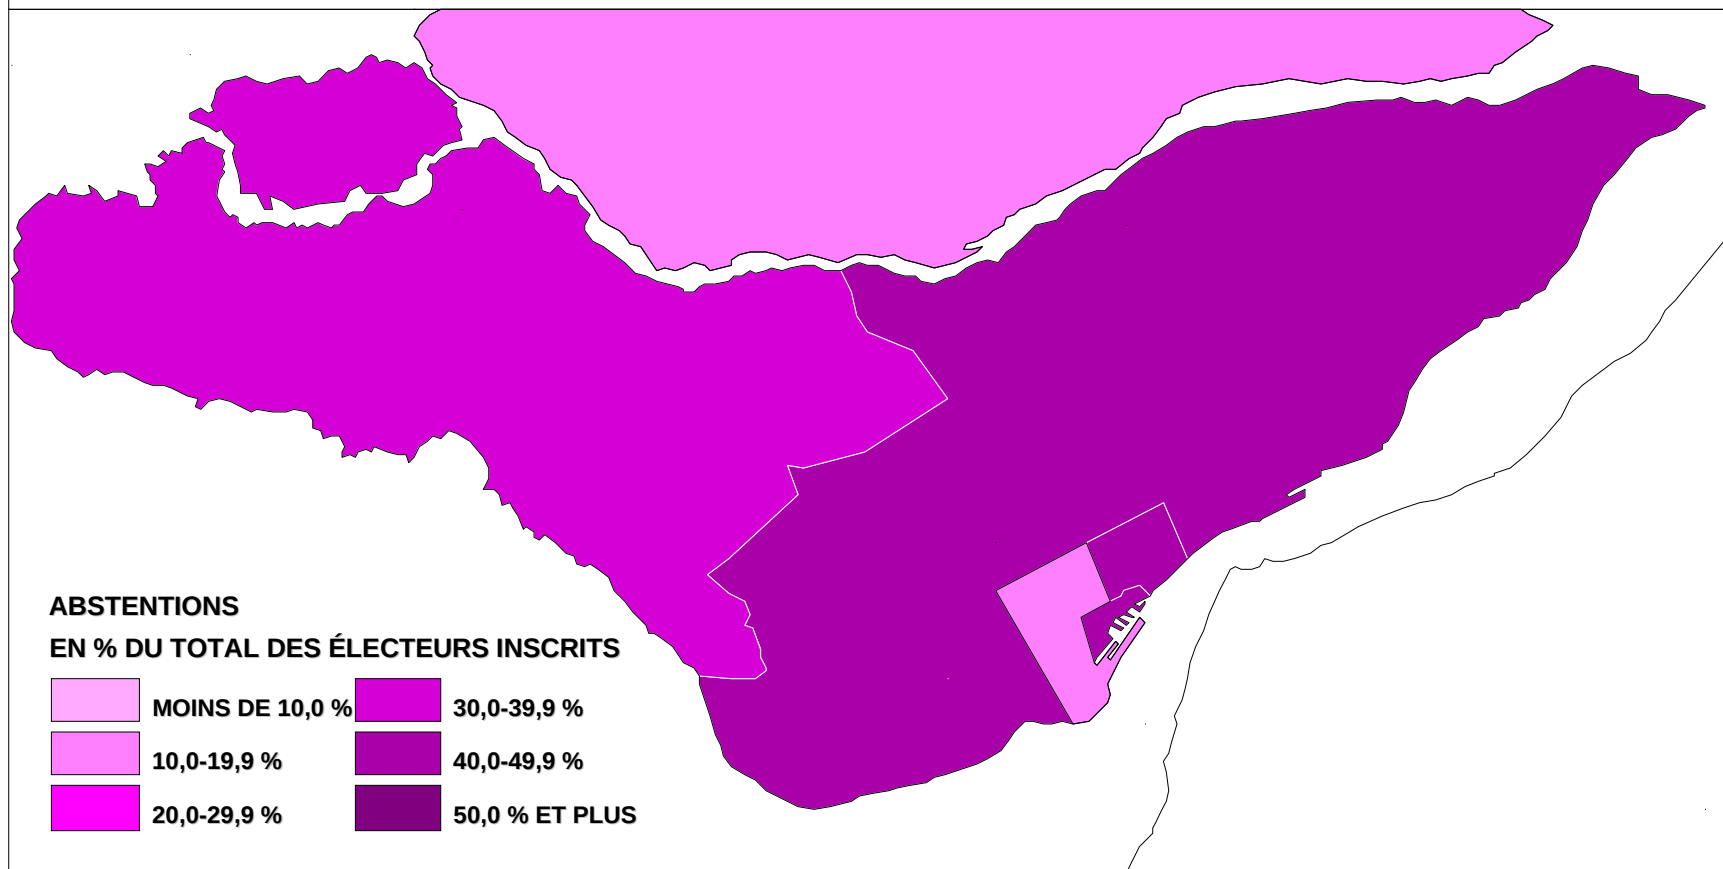 ABSTENTIONS
EN % DU TOTAL DES ÉLECTEURS INSCRITS
MOINS DE 10,0 %
10,0-19,9 %
20,0-29,9 %
30,0-39,9 %
40,0-49,9 %
50,0 % ET PLUS